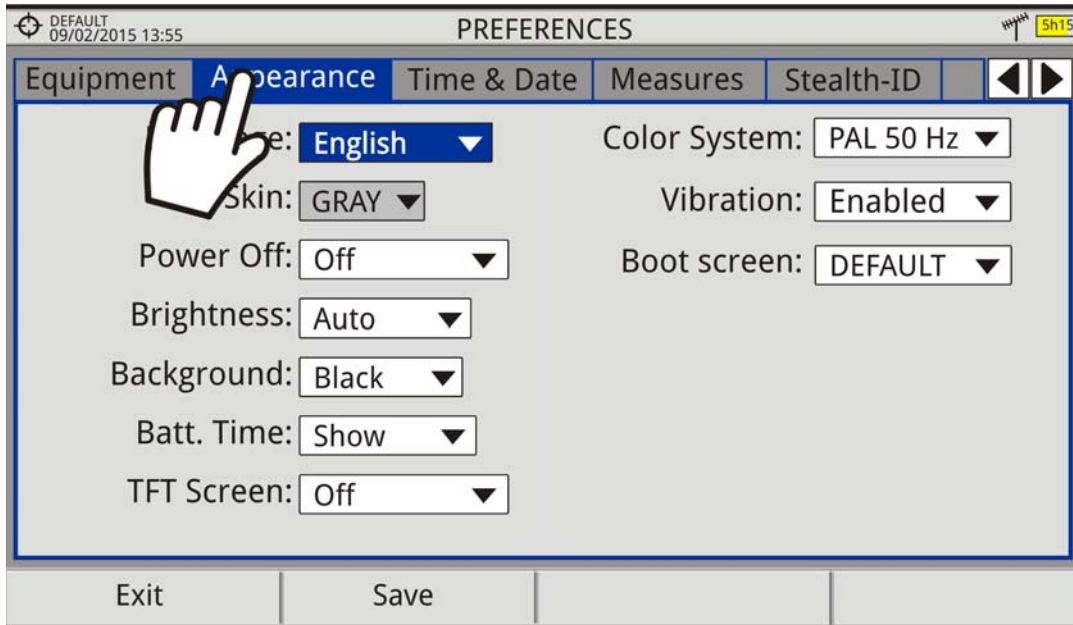 DEFAULT
09/02/2015 13:55
PREFERENCES
5h15
Equipment Appearance Time & Date Measures Stealth-ID
English
Color System: PAL 50 Hz
Skin: GRAY
Vibration: Enabled
Power Off: Off
Boot screen: DEFAULT
Brightness: Auto
Background: Black
Batt. Time: Show
TFT Screen: Off
Exit Save